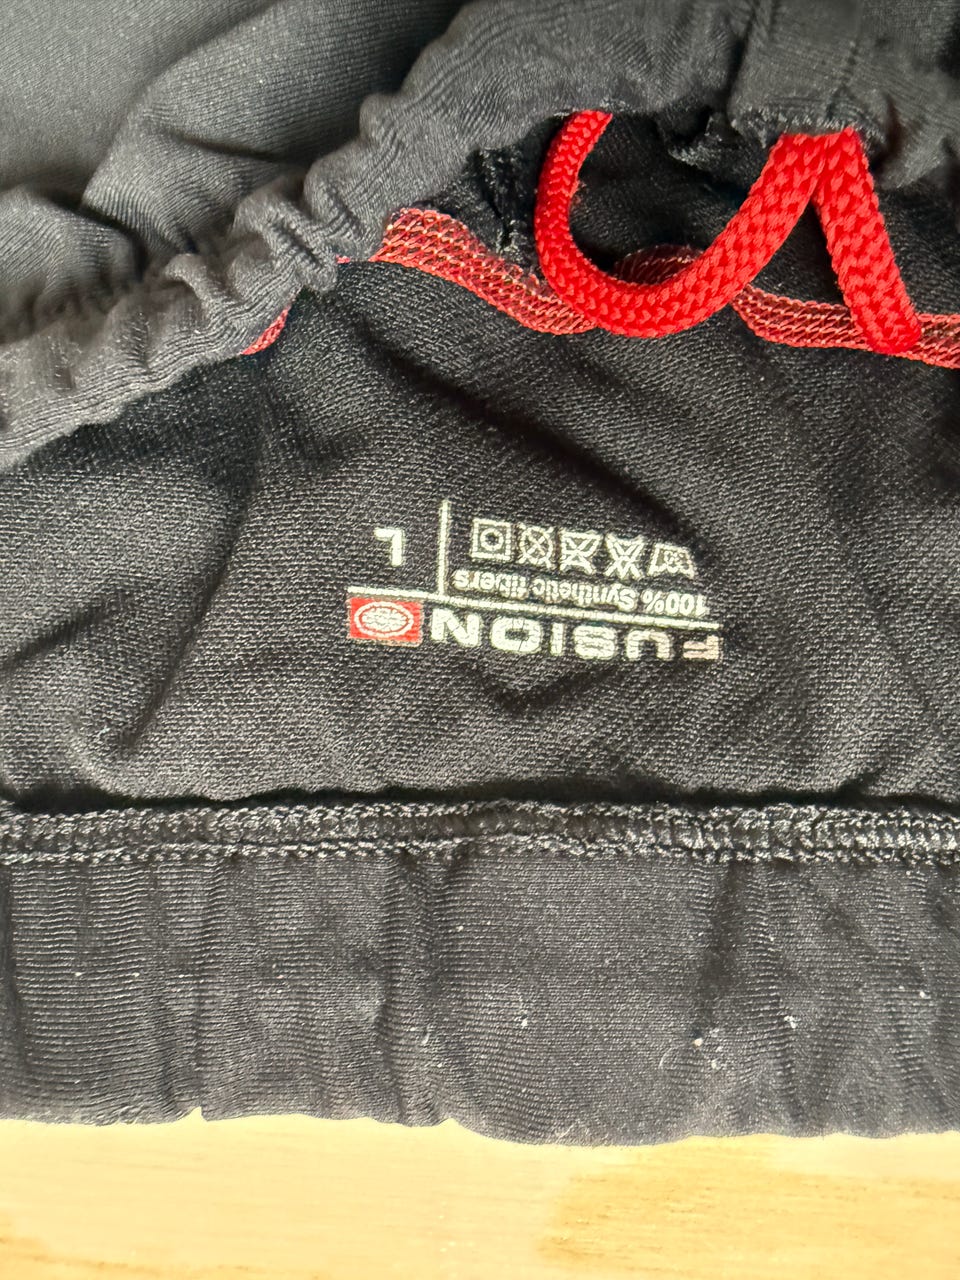 FUSION
100% Synthetic fibers
L